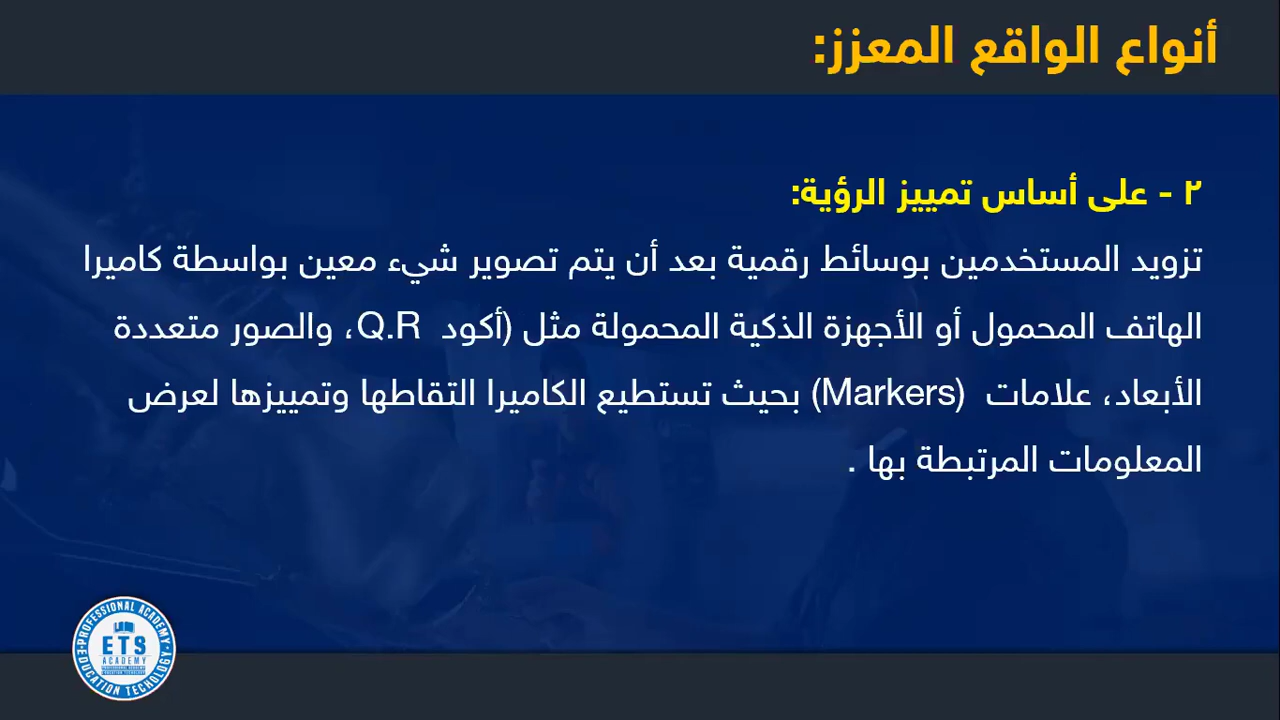 أنواع الواقع المعزز:
٢ - على أساس تمييز الرؤية:
تزويد المستخدمين بوسائط رقمية بعد أن يتم تصوير شيء معين بواسطة كاميرا
الهاتف المحمول أو الأجهزة الذكية المحمولة مثل (أكود Q.R، والصور متعددة
الأبعاد، علامات (Markers) بحيث تستطيع الكاميرا التقاطها وتمييزها لعرض
المعلومات المرتبطة بها .
PROFESSIONAL ACADEMY
ETS
ACADEMY
EDUCATION TECHOLOGY